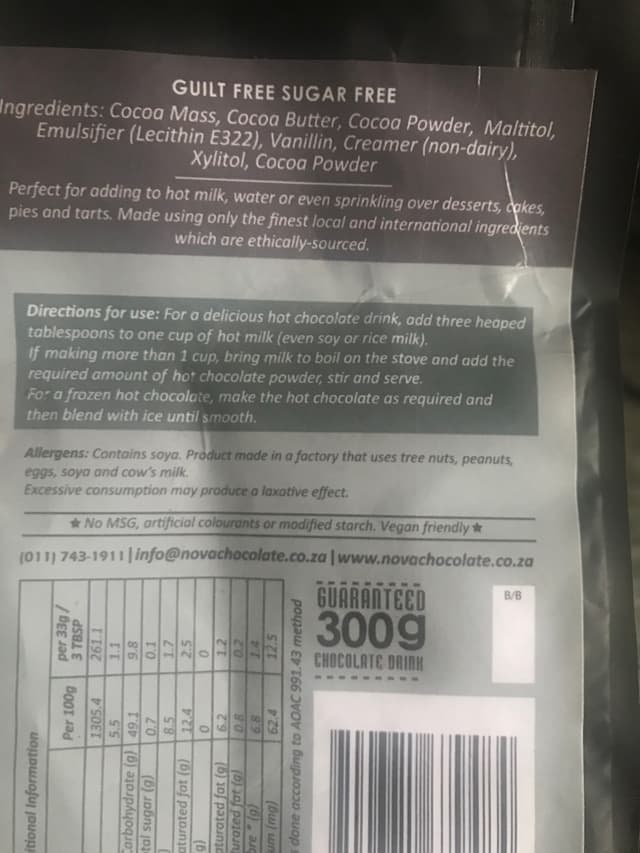 GUILT FREE SUGAR FREE
Ingredients: Cocoa Mass, Cocoa Butter, Cocoa Powder, Maltitol,
Emulsifier (Lecithin E322), Vanillin, Creamer (non-dairy),
Xylitol, Cocoa Powder
Perfect for adding to hot milk, water or even sprinkling over desserts, cakes,
pies and tarts. Made using only the finest local and international ingredients
which are ethically-sourced.
Directions for use: For a delicious hot chocolate drink, add three heaped
tablespoons to one cup of hot milk (even soy or rice milk).
If making more than 1 cup, bring milk to boil on the stove and add the
required amount of hot chocolate powder, stir and serve.
For a frozen hot chocolate, make the hot chocolate as required and
then blend with ice until smooth.
Allergens: Contains soya. Product made in a factory that uses tree nuts, peanuts,
eggs, soya and cow's milk.
Excessive consumption may produce a laxative effect.
★ No MSG, artificial colourants or modified starch. Vegan friendly ★
(011) 743-1911 | info@novachocolate.co.za | www.novachocolate.co.za
itional Information
Per 100g per 33g/
3 TBSP
1305.4 261.1
5.5 1.1
Carbohydrate (g) 49.1 9.8
tal sugar (g) 0.7 0.1
8.5 1.7
aturated fat (g) 12.4 2.5
g) 0 0
aturated fat (g) 6.2 1.2
urated fat (g) 0.8 0.2
bre * (g) 6.8 1.4
um (mg) 62.4 12.5
done according to AOAC 991.43 method
GUARANTEED
300g
CHOCOLATE DRINK
B/B